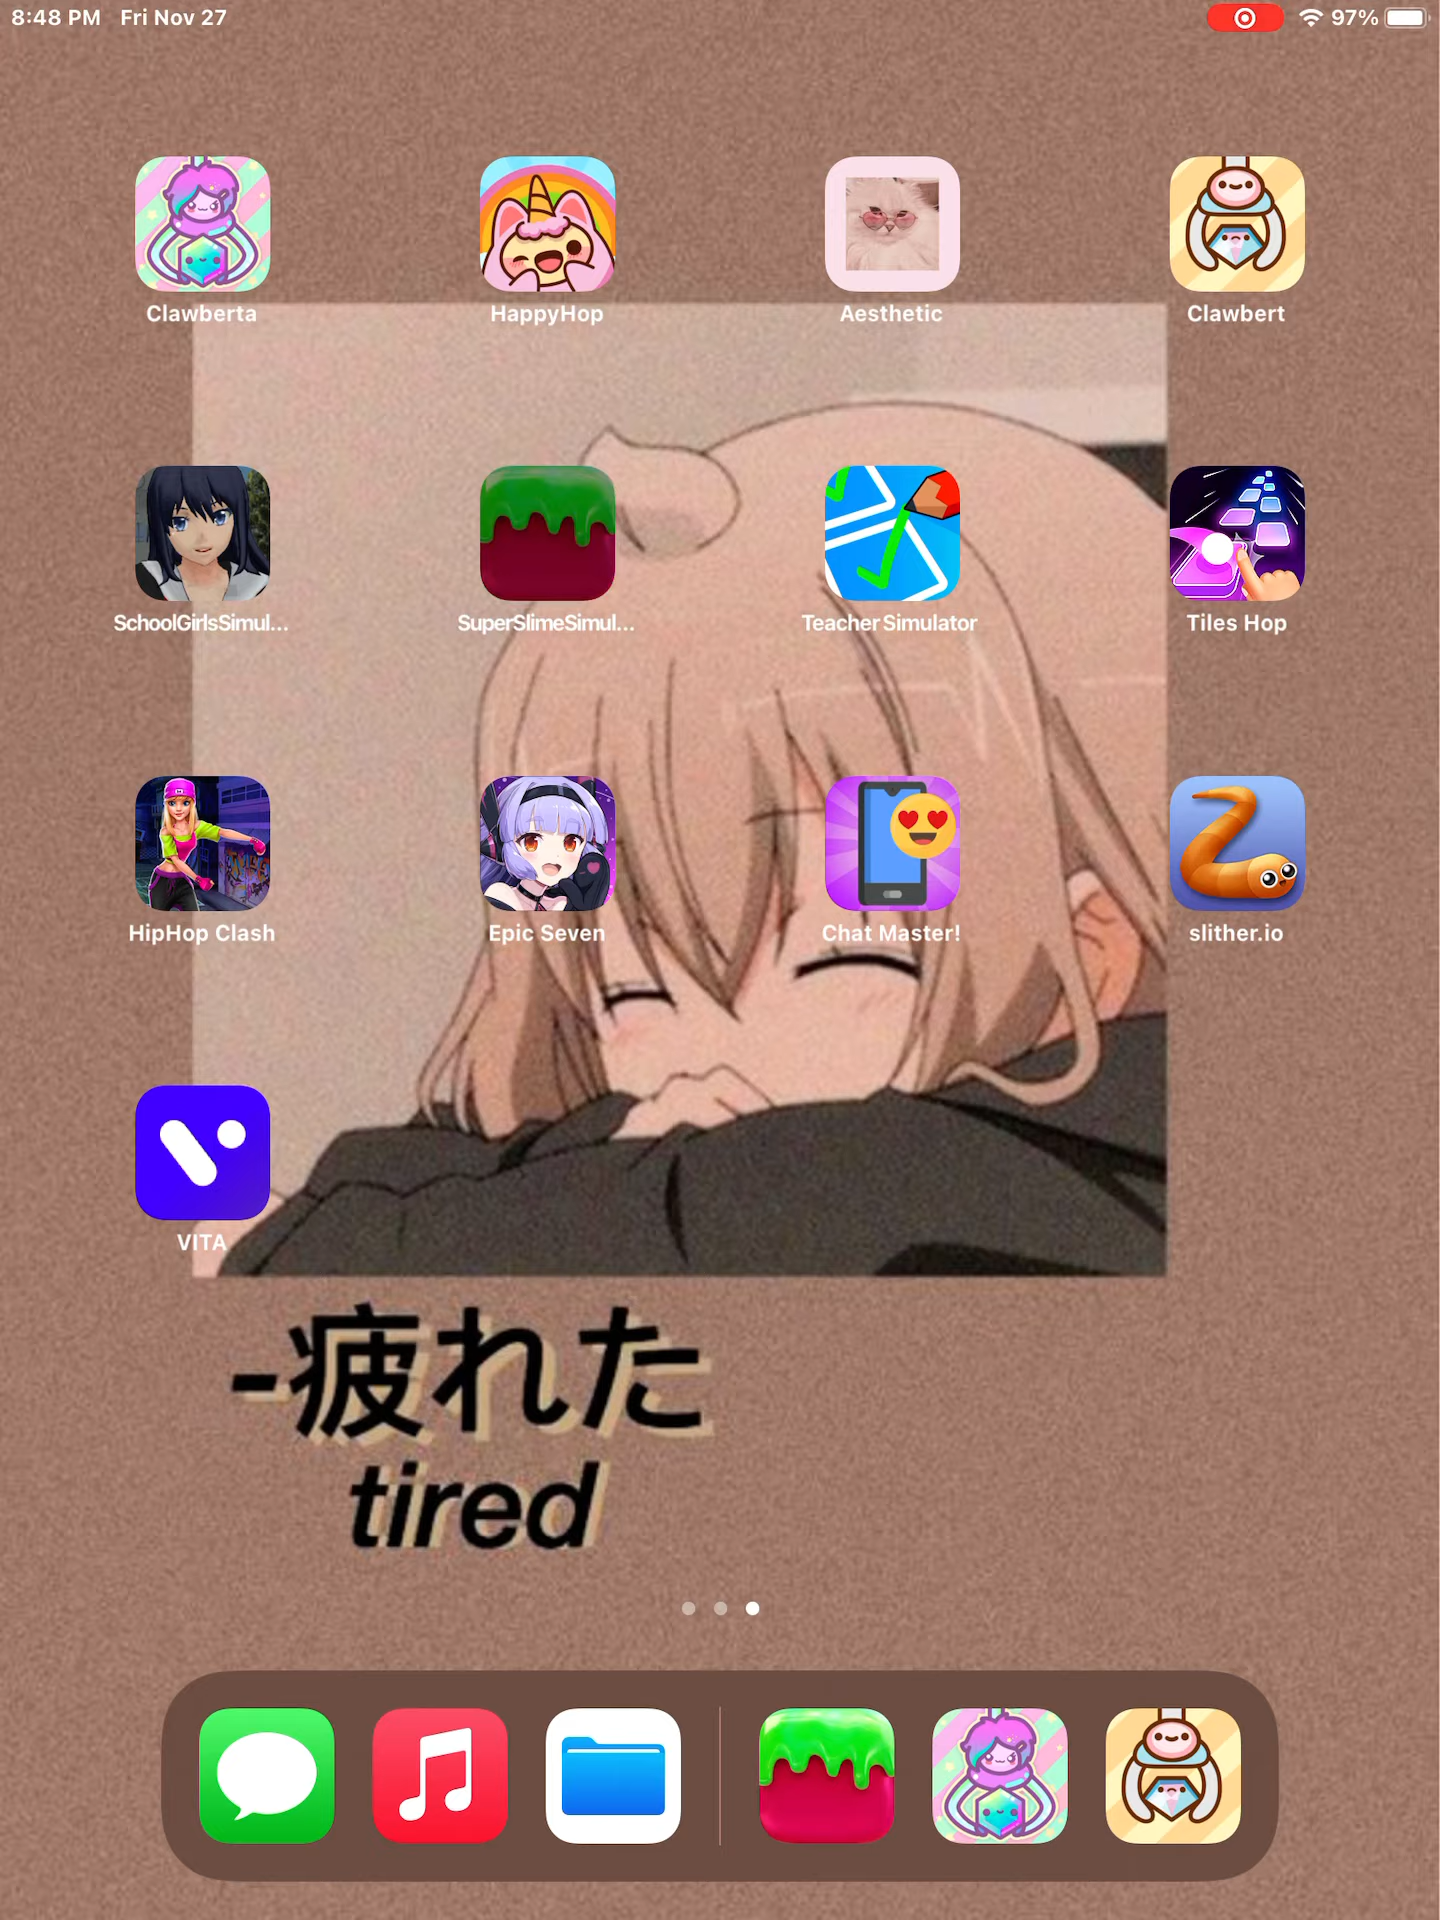 8:48 PM Fri Nov 27 97%
Clawberta HappyHop Aesthetic Clawbert
SchoolGirlsSimul... SuperSlimeSimul... Teacher Simulator Tiles Hop
HipHop Clash Epic Seven Chat Master! slither.io
VITA
-疲れた
tired